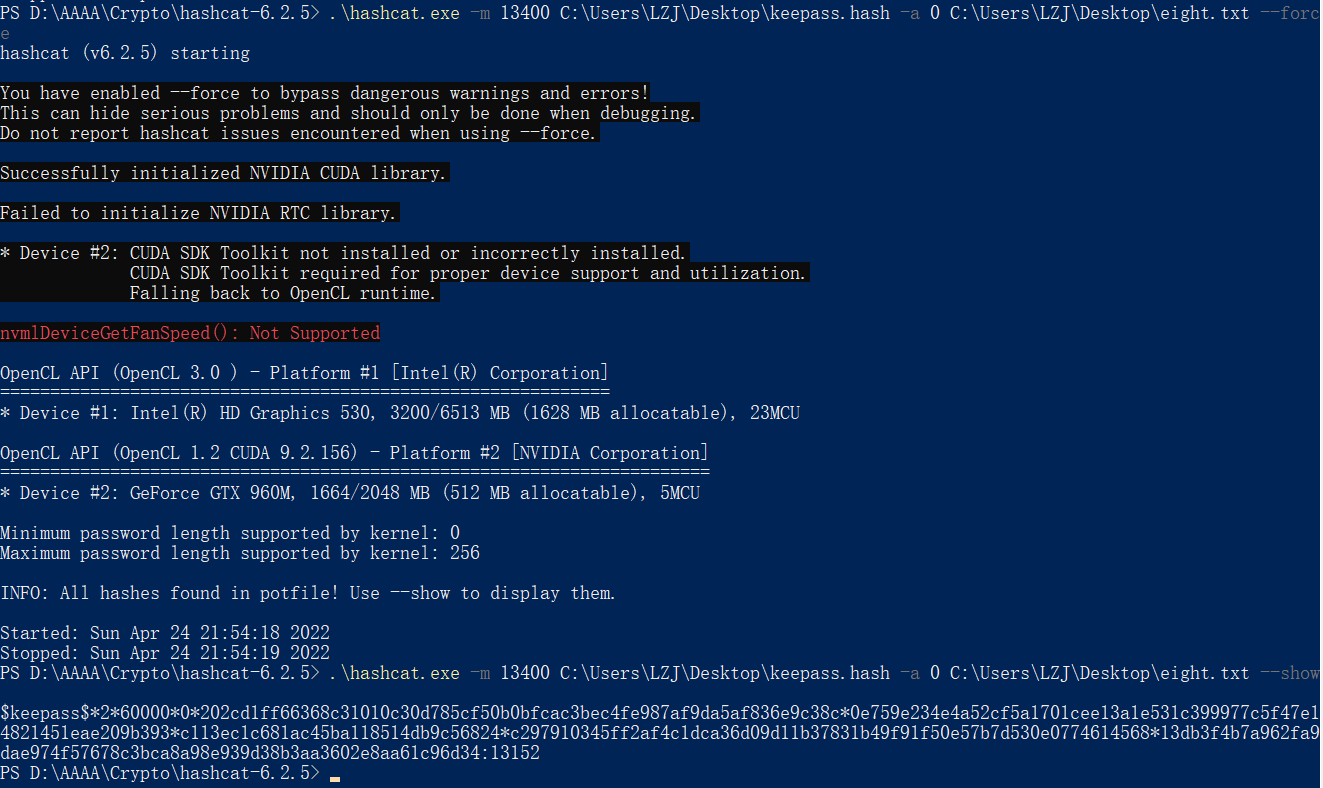 PS D:\AAAA\Crypto\hashcat-6.2.5> .\hashcat.exe -m 13400 C:\Users\LZJ\Desktop\keepass.hash -a 0 C:\Users\LZJ\Desktop\eight.txt --forc
e
hashcat (v6.2.5) starting
You have enabled --force to bypass dangerous warnings and errors!
This can hide serious problems and should only be done when debugging.
Do not report hashcat issues encountered when using --force.
Successfully initialized NVIDIA CUDA library.
Failed to initialize NVIDIA RTC library.
* Device #2: CUDA SDK Toolkit not installed or incorrectly installed.
CUDA SDK Toolkit required for proper device support and utilization.
Falling back to OpenCL runtime.
nvmlDeviceGetFanSpeed(): Not Supported
OpenCL API (OpenCL 3.0 ) - Platform #1 [Intel(R) Corporation]
=============================================================
* Device #1: Intel(R) HD Graphics 530, 3200/6513 MB (1628 MB allocatable), 23MCU
OpenCL API (OpenCL 1.2 CUDA 9.2.156) - Platform #2 [NVIDIA Corporation]
=======================================================================
* Device #2: GeForce GTX 960M, 1664/2048 MB (512 MB allocatable), 5MCU
Minimum password length supported by kernel: 0
Maximum password length supported by kernel: 256
INFO: All hashes found in potfile! Use --show to display them.
Started: Sun Apr 24 21:54:18 2022
Stopped: Sun Apr 24 21:54:19 2022
PS D:\AAAA\Crypto\hashcat-6.2.5> .\hashcat.exe -m 13400 C:\Users\LZJ\Desktop\keepass.hash -a 0 C:\Users\LZJ\Desktop\eight.txt --show
$keepass$*2*60000*0*202cd1ff66368c31010c30d785cf50b0bfcac3bec4fe987af9da5af836e9c38c*0e759e234e4a52cf5a1701cee13a1e531c399977c5f47e1
4821451eae209b393*c113ec1c681ac45ba118514db9c56824*c297910345ff2af4c1dca36d09d11b37831b49f91f50e57b7d530e0774614568*13db3f4b7a962fa9
dae974f57678c3bca8a98e939d38b3aa3602e8aa61c96d34:13152
PS D:\AAAA\Crypto\hashcat-6.2.5>